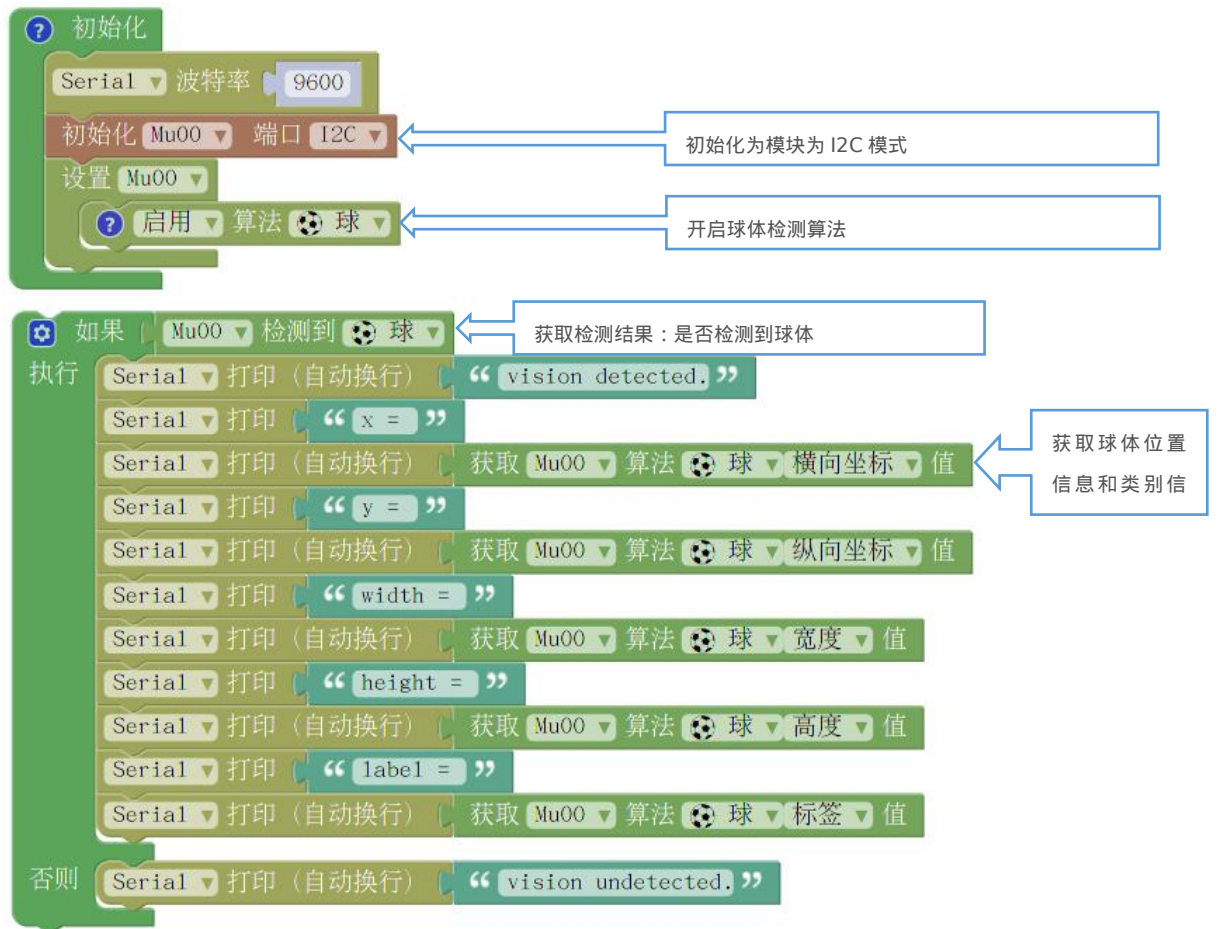 初始化
Serial 波特率 9600
初始化 Mu00 端口 I2C
初始化为模块为 I2C 模式
设置 Mu00
启用 算法 球
开启球体检测算法
如果 Mu00 检测到 球
获取检测结果：是否检测到球体
执行 Serial 打印（自动换行） “ vision detected. ”
Serial 打印 “ x = ”
Serial 打印（自动换行） 获取 Mu00 算法 球 横向坐标 值
获取球体位置
信息和类别信
Serial 打印 “ y = ”
Serial 打印（自动换行） 获取 Mu00 算法 球 纵向坐标 值
Serial 打印 “ width = ”
Serial 打印（自动换行） 获取 Mu00 算法 球 宽度 值
Serial 打印 “ height = ”
Serial 打印（自动换行） 获取 Mu00 算法 球 高度 值
Serial 打印 “ label = ”
Serial 打印（自动换行） 获取 Mu00 算法 球 标签 值
否则 Serial 打印（自动换行） “ vision undetected. ”